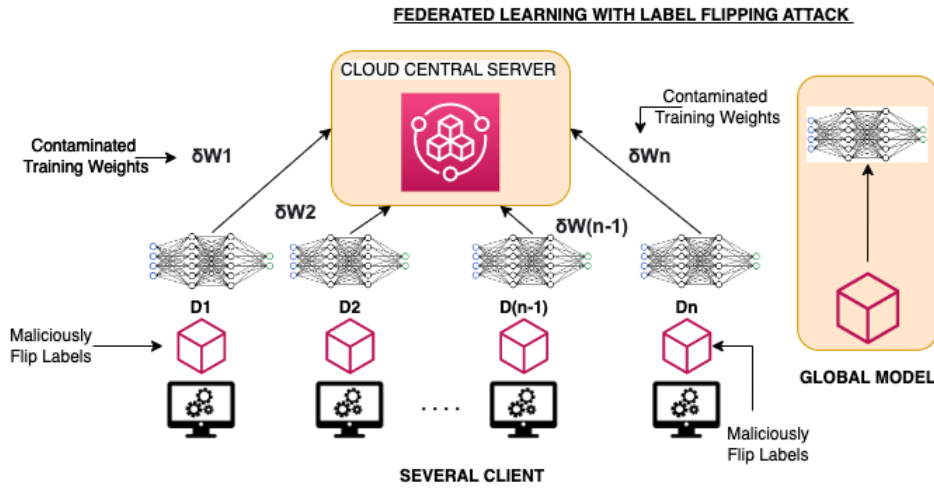 FEDERATED LEARNING WITH LABEL FLIPPING ATTACK
CLOUD CENTRAL SERVER
Contaminated
Training Weights
Contaminated
Training Weights
δW1
δWn
δW2
δW(n-1)
D1
D2
D(n-1)
Dn
Maliciously
Flip Labels
GLOBAL MODEL
. . . .
Maliciously
Flip Labels
SEVERAL CLIENT